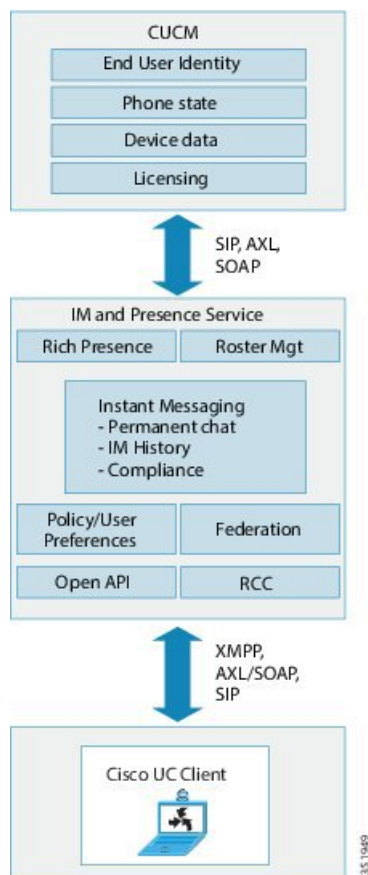 CUCM
End User Identity
Phone state
Device data
Licensing
SIP, AXL,
SOAP
IM and Presence Service
Rich Presence
Roster Mgt
Instant Messaging
- Permanent chat
- IM History
- Compliance
Policy/User
Preferences
Federation
Open API
RCC
XMPP,
AXL/SOAP,
SIP
Cisco UC Client
351949